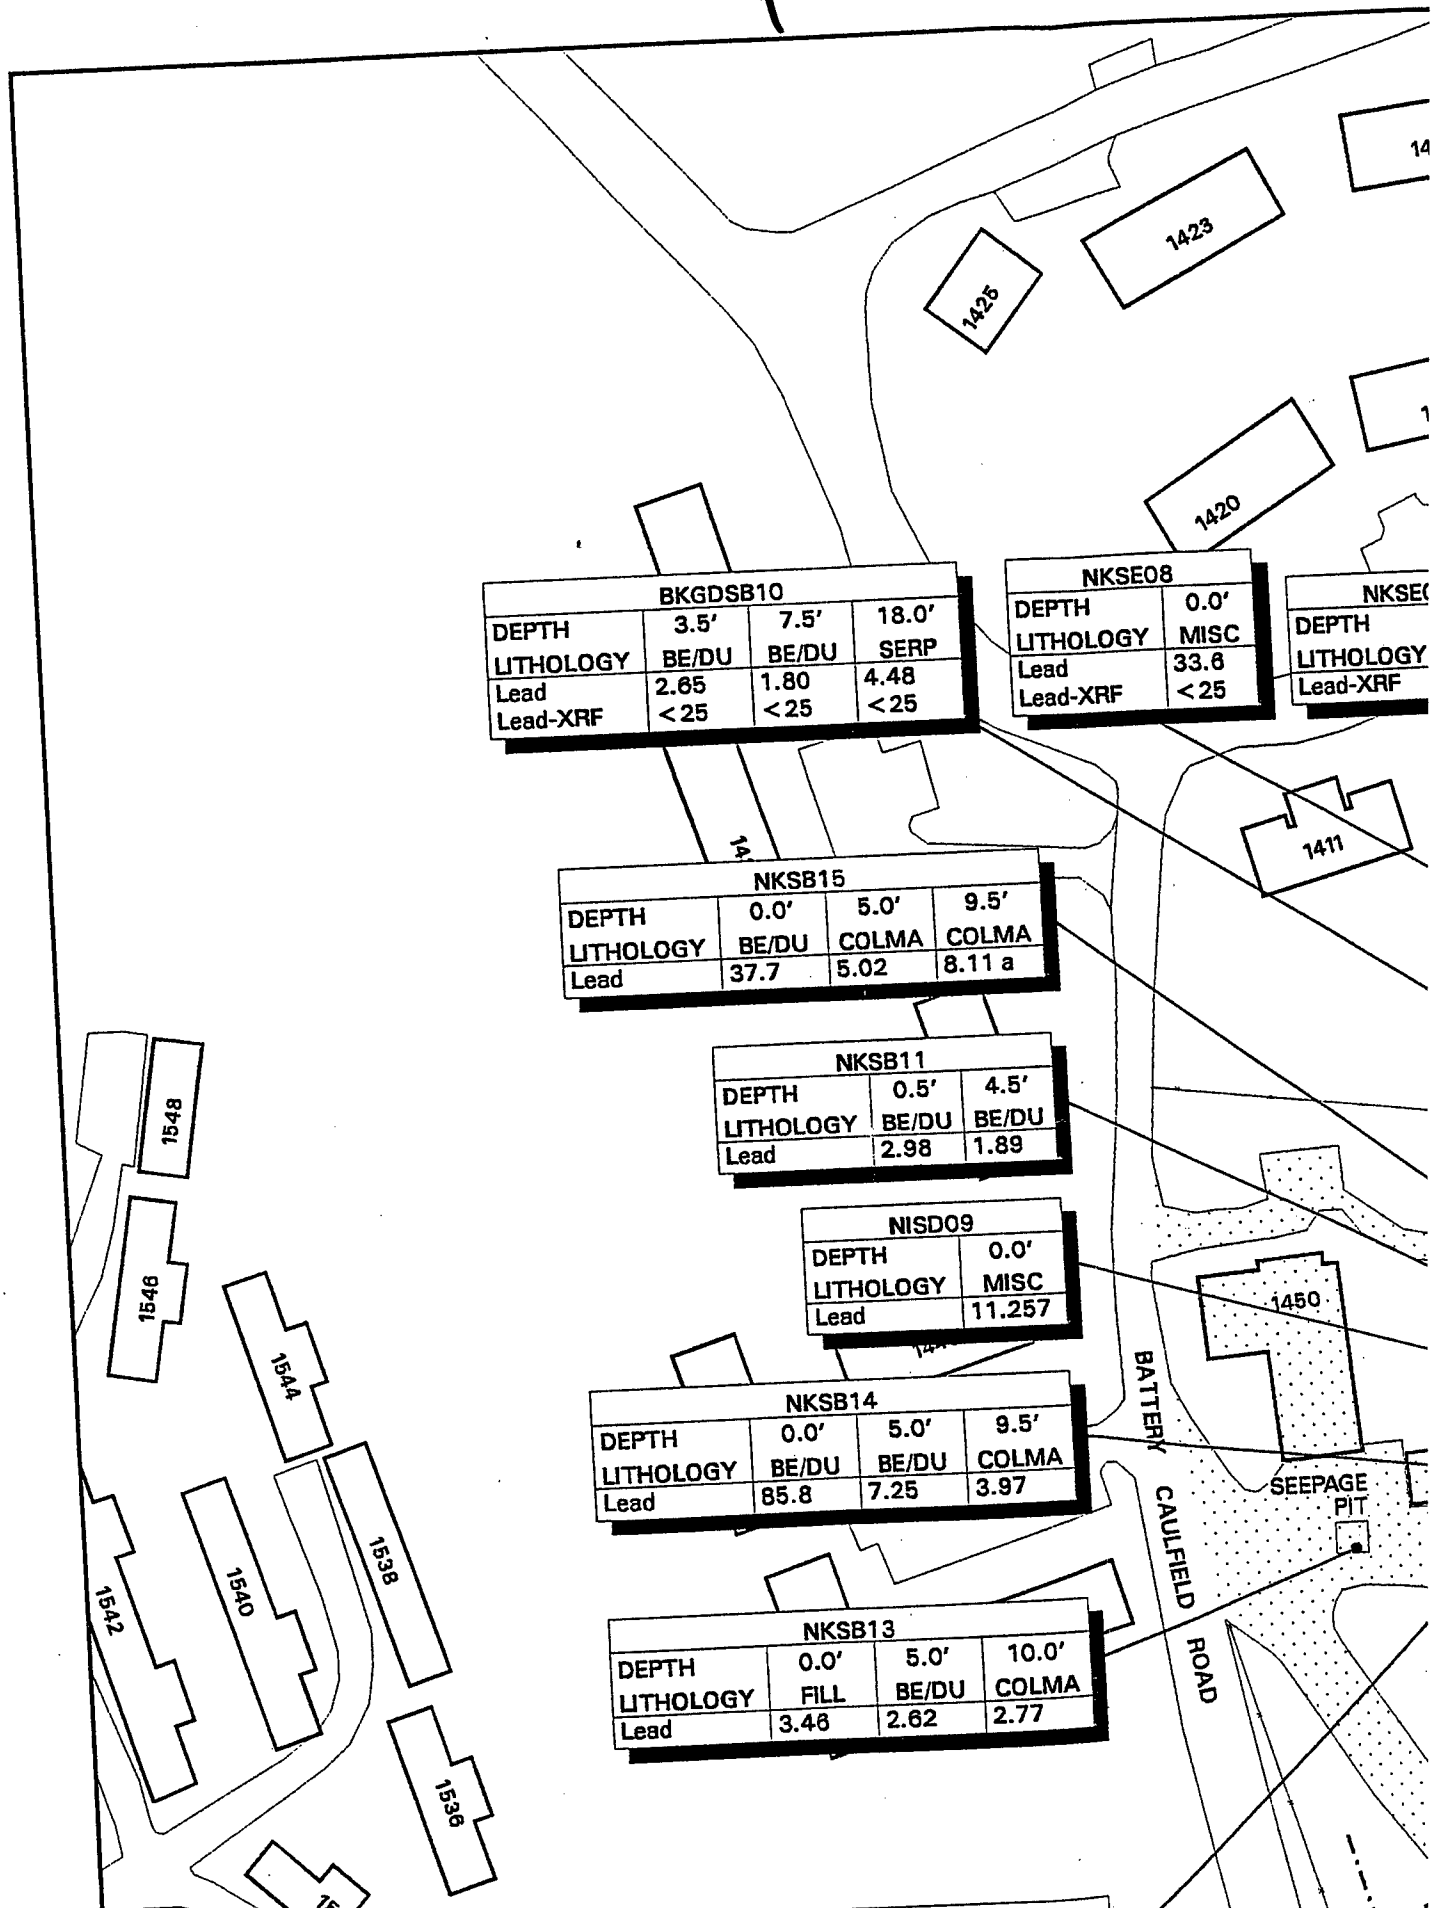 14
1423
1425
1420
BKGDSB10
DEPTH 3.5' 7.5' 18.0'
LITHOLOGY BE/DU BE/DU SERP
Lead 2.65 1.80 4.48
Lead-XRF <25 <25 <25
NKSE08
DEPTH 0.0'
LITHOLOGY MISC
Lead 33.6
Lead-XRF <25
NKSE0
DEPTH
LITHOLOGY
Lead-XRF
1411
14
NKSB15
DEPTH 0.0' 5.0' 9.5'
LITHOLOGY BE/DU COLMA COLMA
Lead 37.7 5.02 8.11 a
NKSB11
DEPTH 0.5' 4.5'
LITHOLOGY BE/DU BE/DU
Lead 2.98 1.89
1548
NISD09
DEPTH 0.0'
LITHOLOGY MISC
Lead 11.257
1546
1450
1544
NKSB14
DEPTH 0.0' 5.0' 9.5'
LITHOLOGY BE/DU BE/DU COLMA
Lead 85.8 7.25 3.97
BATTERY CAULFIELD ROAD
SEEPAGE
PIT
1538
1540
1542
NKSB13
DEPTH 0.0' 5.0' 10.0'
LITHOLOGY FILL BE/DU COLMA
Lead 3.46 2.62 2.77
1536
15